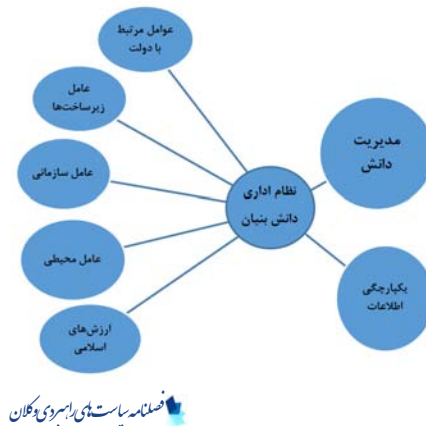 عوامل مرتبط
با دولت
عامل
زیرساخت‌ها
عامل سازمانی
عامل محیطی
ارزش‌های
اسلامی
نظام اداری
دانش بنیان
مدیریت
دانش
یکپارچگی
اطلاعات
فصلنامه سیاست‌های راهبردی و کلان